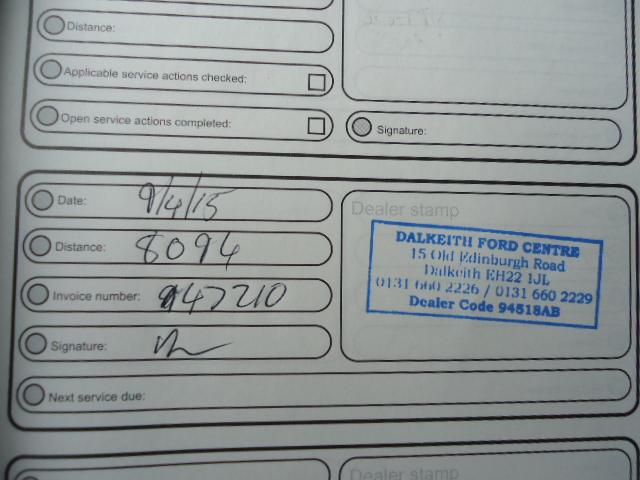 Distance:
Applicable service actions checked:
Open service actions completed:
Signature:
Date: 9/4/15
Distance: 8094
Invoice number: 947210
Signature:
Next service due:
Dealer stamp
DALKEITH FORD CENTRE
15 Old Edinburgh Road
Dalkeith EH22 1JL
0131 660 2226 / 0131 660 2229
Dealer Code 94518AB
Dealer stamp